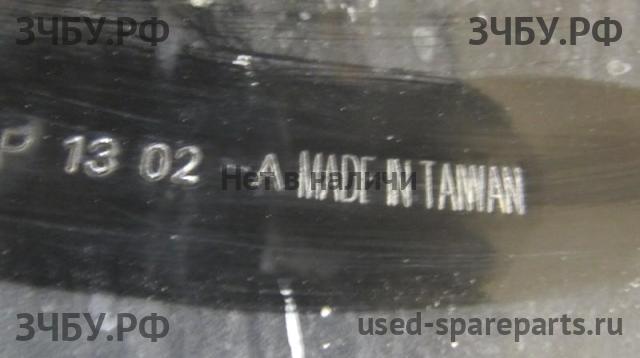 ЗЧБУ.РФ ЗЧБУ.РФ
P 13 02 -A MADE IN TAIWAN
Нет в наличи
ЗЧБУ.РФ used-spareparts.ru